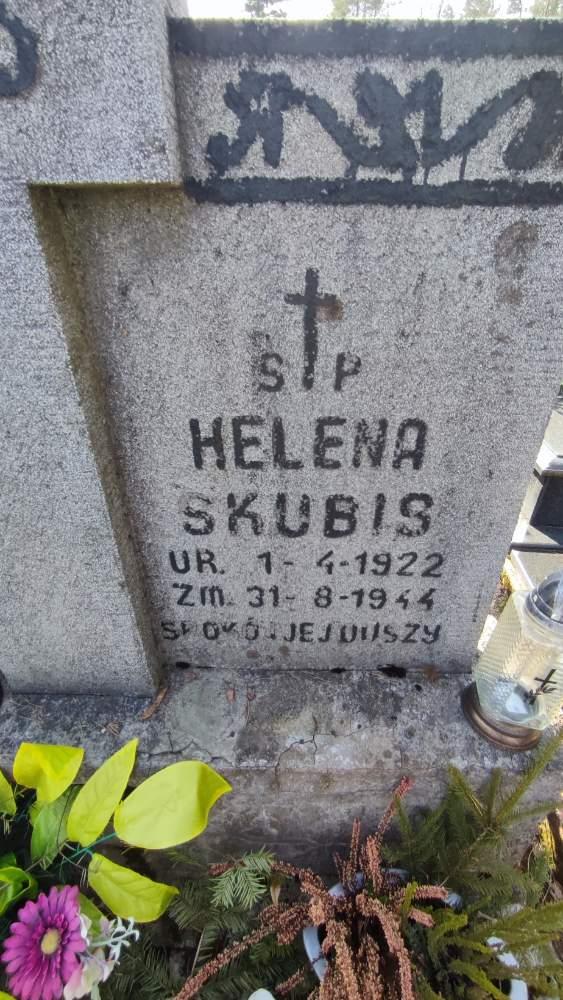 S P
HELENA
SKUBIS
UR. 1-4-1922
ZM. 31-8-1944
SPOKÓJ JEJ DUSZY